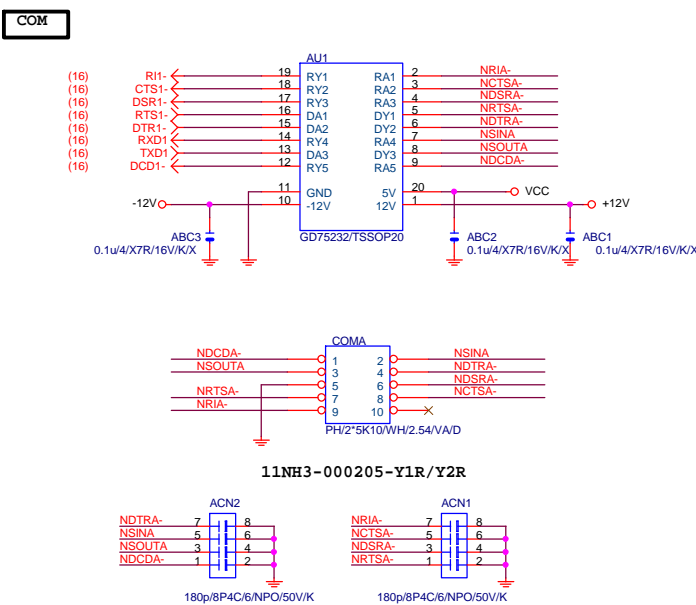 COM
AU1
(16) RI1- 19 RY1 RA1 2 NRIA-
(16) CTS1- 18 RY2 RA2 3 NCTSA-
(16) DSR1- 17 RY3 RA3 4 NDSRA-
(16) RTS1- 16 DA1 DY1 5 NRTSA-
(16) DTR1- 15 DA2 DY2 6 NDTRA-
(16) RXD1 14 RY4 RA4 7 NSINA
(16) TXD1 13 DA3 DY3 8 NSOUTA
(16) DCD1- 12 RY5 RA5 9 NDCDA-
11 GND 5V 20 VCC
-12V 10 -12V 12V 1 +12V
GD75232/TSSOP20
ABC3 ABC2 ABC1
0.1u/4/X7R/16V/K/X 0.1u/4/X7R/16V/K/X 0.1u/4/X7R/16V/K/X
COMA
NDCDA- 1 2 NSINA
NSOUTA 3 4 NDTRA-
5 6 NDSRA-
NRTSA- 7 8 NCTSA-
NRIA- 9 10
PH/2*5K10/WH/2.54/VA/D
11NH3-000205-Y1R/Y2R
ACN2 ACN1
NDTRA- 7 8 NRIA- 7 8
NSINA 5 6 NCTSA- 5 6
NSOUTA 3 4 NDSRA- 3 4
NDCDA- 1 2 NRTSA- 1 2
180p/8P4C/6/NPO/50V/K 180p/8P4C/6/NPO/50V/K